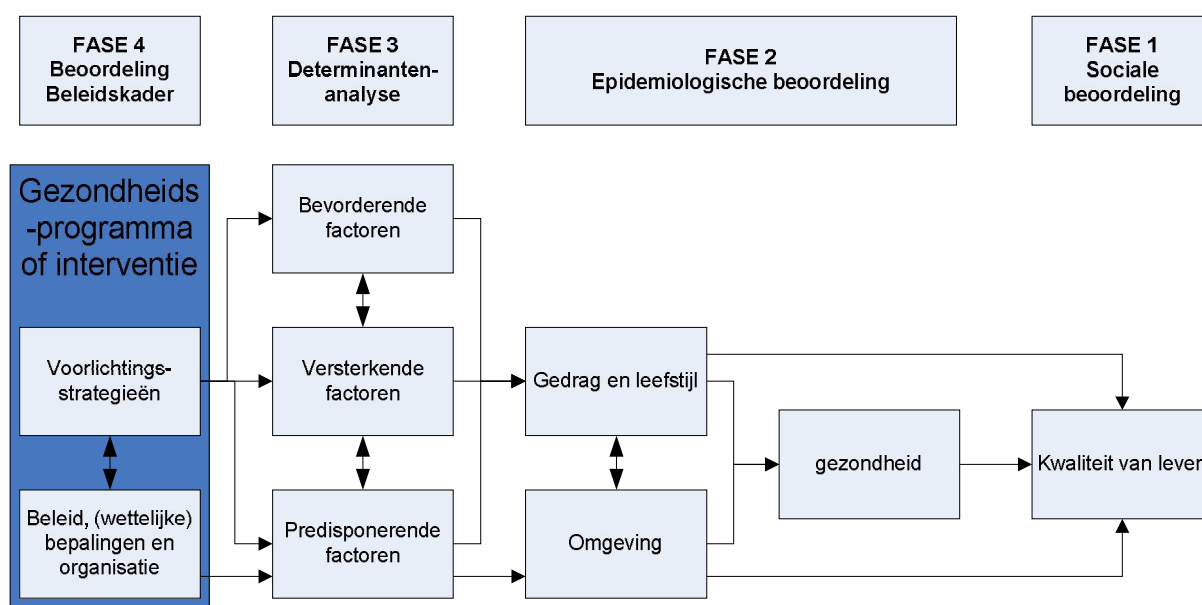 FASE 4
Beoordeling
Beleidskader
FASE 3
Determinanten-
analyse
FASE 2
Epidemiologische beoordeling
FASE 1
Sociale
beoordeling
Gezondheids
-programma
of interventie
Voorlichtings-
strategieën
Beleid, (wettelijke)
bepalingen en
organisatie
Bevorderende
factoren
Versterkende
factoren
Predisponerende
factoren
Gedrag en leefstijl
Omgeving
gezondheid
Kwaliteit van lever